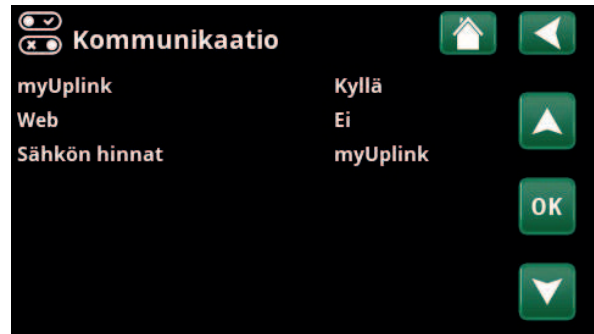 Kommunikaatio
myUplink Kyllä
Web Ei
Sähkön hinnat myUplink
OK